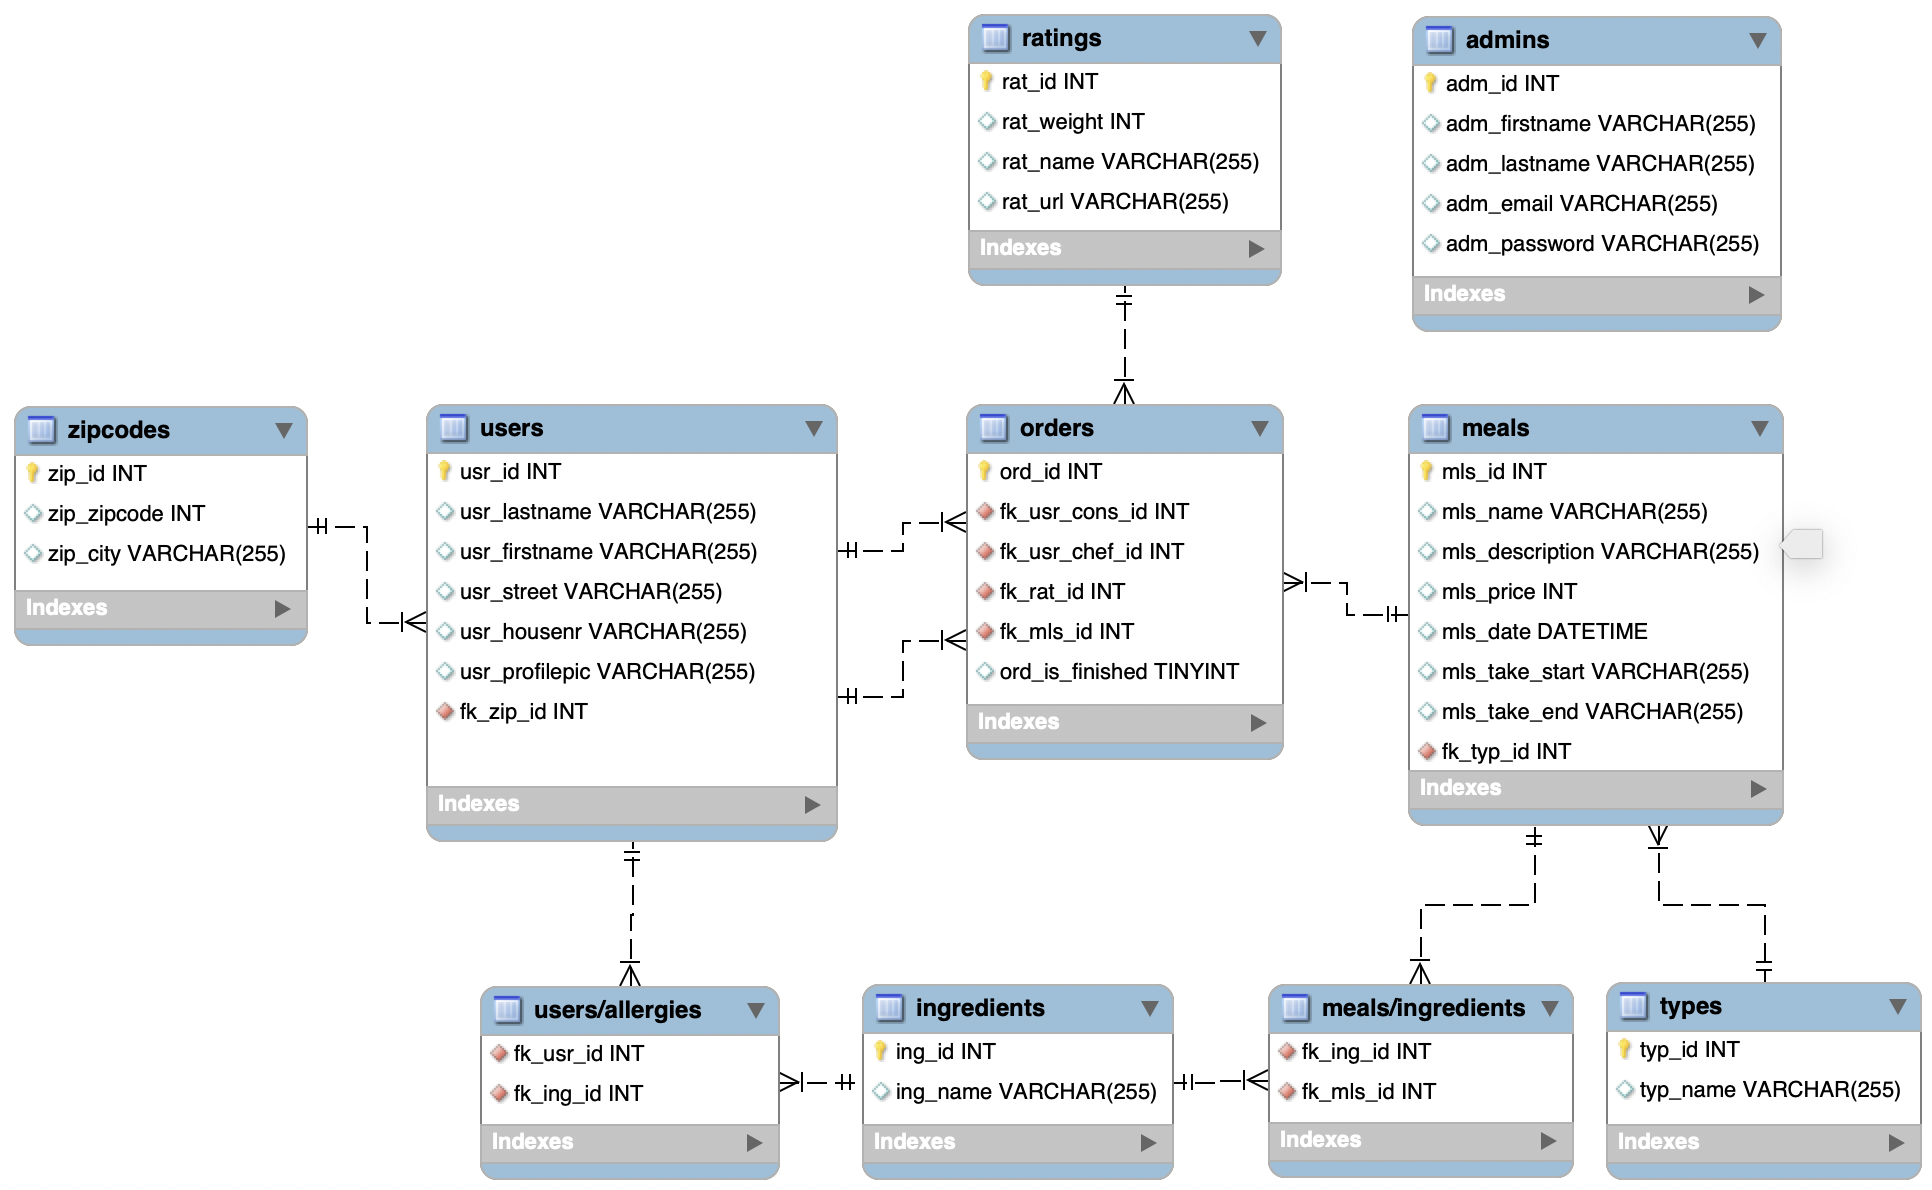 ratings
rat_id INT
rat_weight INT
rat_name VARCHAR(255)
rat_url VARCHAR(255)
Indexes
admins
adm_id INT
adm_firstname VARCHAR(255)
adm_lastname VARCHAR(255)
adm_email VARCHAR(255)
adm_password VARCHAR(255)
Indexes
zipcodes
zip_id INT
zip_zipcode INT
zip_city VARCHAR(255)
Indexes
users
usr_id INT
usr_lastname VARCHAR(255)
usr_firstname VARCHAR(255)
usr_street VARCHAR(255)
usr_housenr VARCHAR(255)
usr_profilepic VARCHAR(255)
fk_zip_id INT
Indexes
orders
ord_id INT
fk_usr_cons_id INT
fk_usr_chef_id INT
fk_rat_id INT
fk_mls_id INT
ord_is_finished TINYINT
Indexes
meals
mls_id INT
mls_name VARCHAR(255)
mls_description VARCHAR(255)
mls_price INT
mls_date DATETIME
mls_take_start VARCHAR(255)
mls_take_end VARCHAR(255)
fk_typ_id INT
Indexes
users/allergies
fk_usr_id INT
fk_ing_id INT
Indexes
ingredients
ing_id INT
ing_name VARCHAR(255)
Indexes
meals/ingredients
fk_ing_id INT
fk_mls_id INT
Indexes
types
typ_id INT
typ_name VARCHAR(255)
Indexes